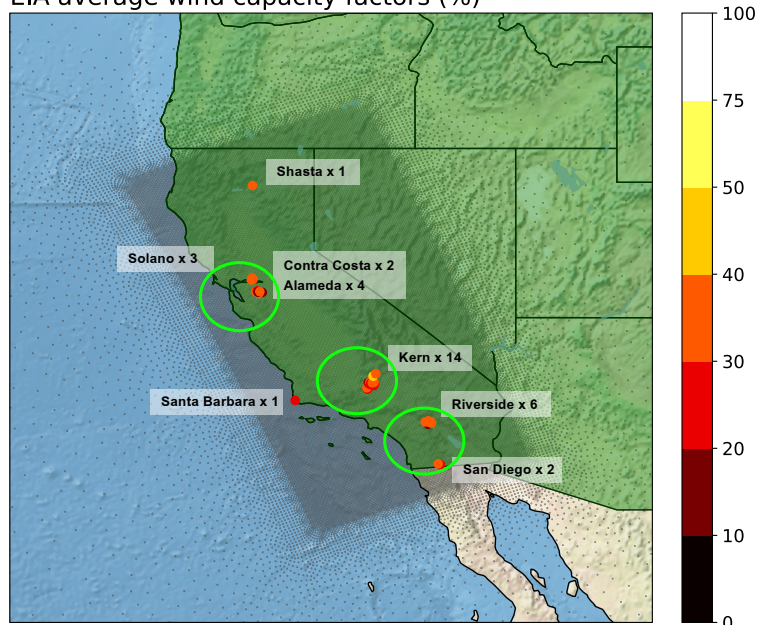 EIA average wind capacity factors (%)
100
Shasta x 1
75
50
Solano x 3
Contra Costa x 2
40
Alameda x 4
Kern x 14
30
Santa Barbara x 1
Riverside x 6
20
San Diego x 2
10
0